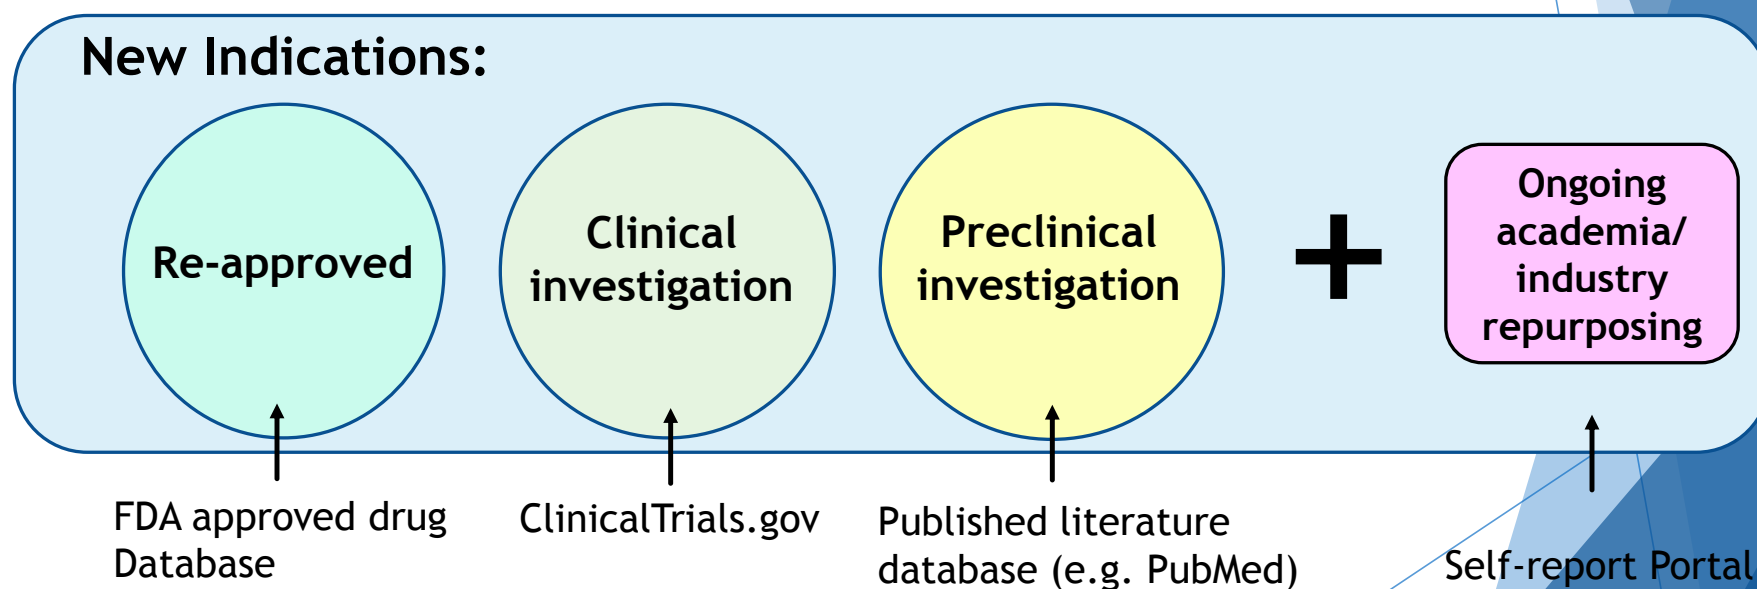 New Indications:
Re-approved
Clinical
investigation
Preclinical
investigation
+
Ongoing
academia/
industry
repurposing
FDA approved drug
Database
ClinicalTrials.gov
Published literature
database (e.g. PubMed)
Self-report Portal